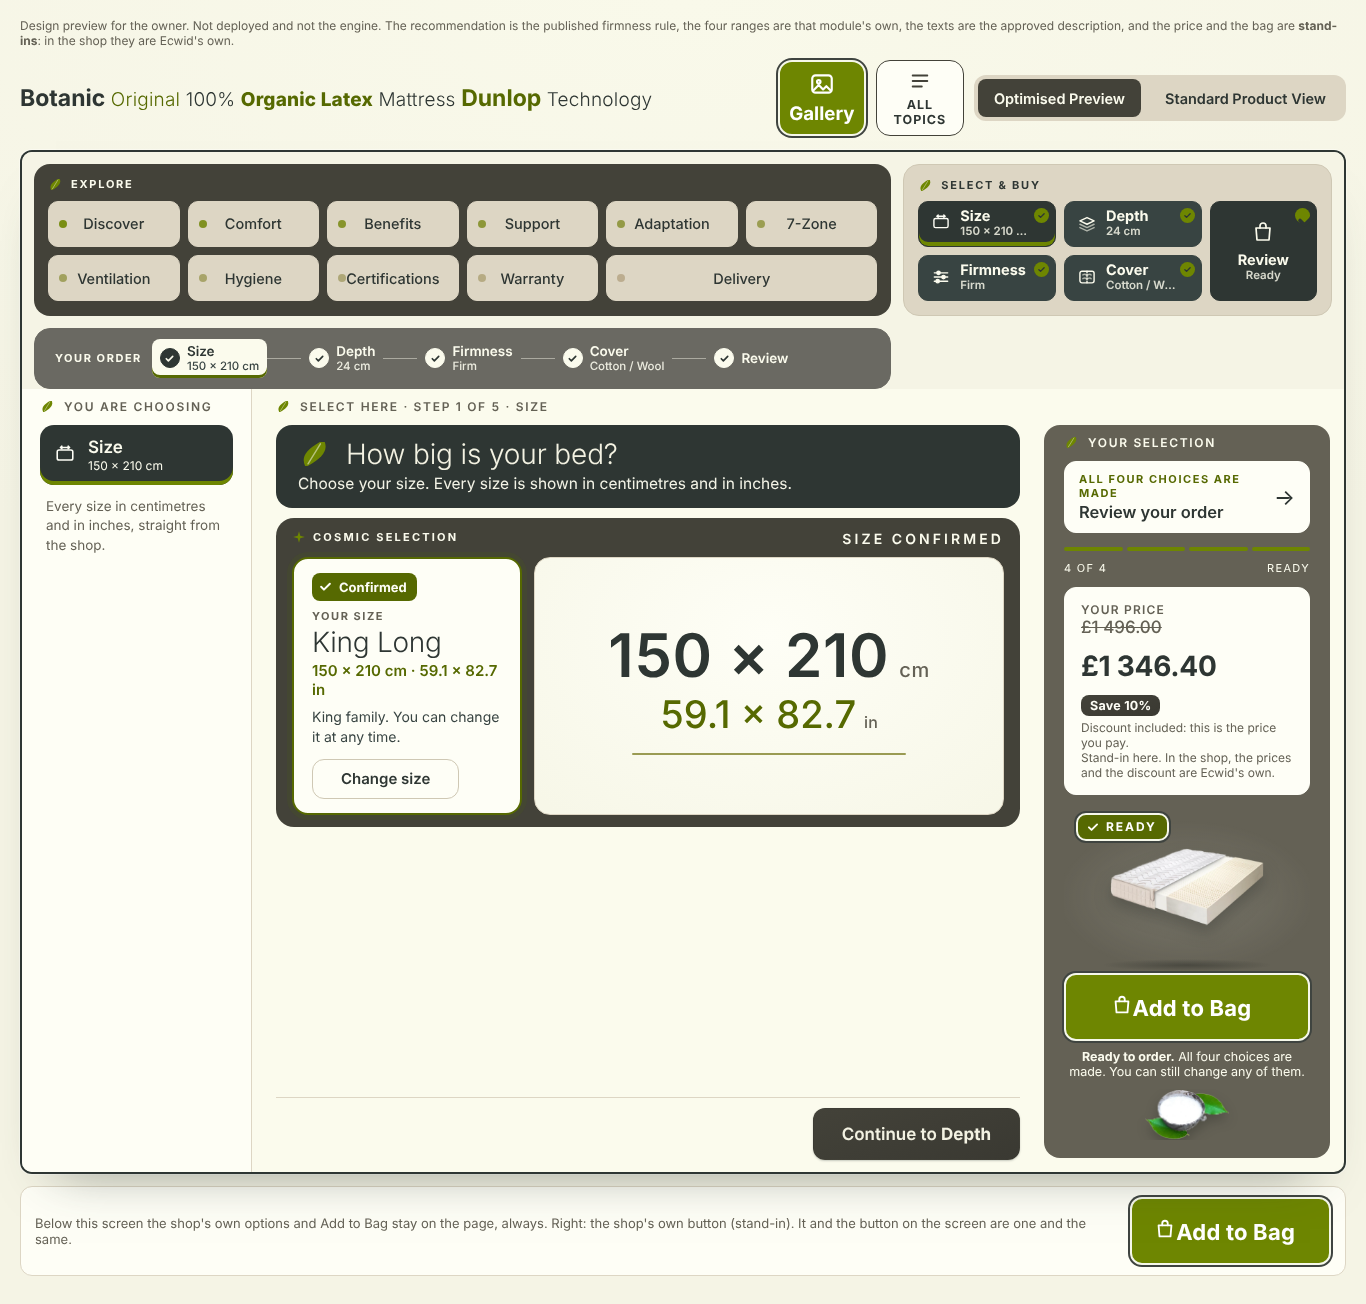 Design preview for the owner. Not deployed and not the engine. The recommendation is the published firmness rule, the four ranges are that module's own, the texts are the approved description, and the price and the bag are stand-
ins: in the shop they are Ecwid's own.
Botanic Original 100% Organic Latex Mattress Dunlop Technology
Gallery
ALL
TOPICS
Optimised Preview
Standard Product View
EXPLORE
Discover
Comfort
Benefits
Support
Adaptation
7-Zone
Ventilation
Hygiene
Certifications
Warranty
Delivery
SELECT & BUY
Size
150 × 210 ...
Depth
24 cm
Firmness
Firm
Cover
Cotton / W...
Review
Ready
YOUR ORDER
Size
150 × 210 cm
Depth
24 cm
Firmness
Firm
Cover
Cotton / Wool
Review
YOU ARE CHOOSING
Size
150 × 210 cm
Every size in centimetres
and in inches, straight from
the shop.
SELECT HERE · STEP 1 OF 5 · SIZE
How big is your bed?
Choose your size. Every size is shown in centimetres and in inches.
COSMIC SELECTION
SIZE CONFIRMED
Confirmed
YOUR SIZE
King Long
150 × 210 cm · 59.1 × 82.7
in
King family. You can change
it at any time.
Change size
150 × 210 cm
59.1 × 82.7 in
Continue to Depth
YOUR SELECTION
ALL FOUR CHOICES ARE
MADE
Review your order
4 OF 4
READY
YOUR PRICE
£1 496.00
£1 346.40
Save 10%
Discount included: this is the price
you pay.
Stand-in here. In the shop, the prices
and the discount are Ecwid's own.
READY
Add to Bag
Ready to order. All four choices are
made. You can still change any of them.
Below this screen the shop's own options and Add to Bag stay on the page, always. Right: the shop's own button (stand-in). It and the button on the screen are one and the
same.
Add to Bag